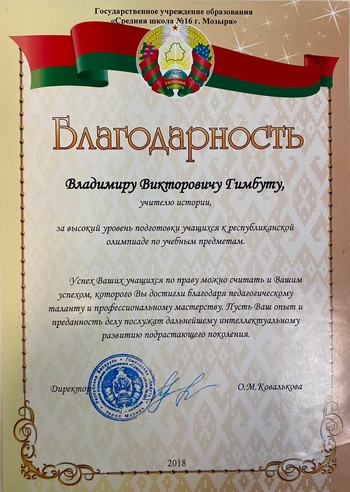 Государственное учреждение образования
«Средняя школа №16 г. Мозыря»
Благодарность
Владимиру Викторовичу Гимбуту,
учителю истории,
за высокий уровень подготовки учащихся к республиканской
олимпиаде по учебным предметам.
Успех Ваших учащихся по праву можно считать и Вашим
успехом, которого Вы достигли благодаря педагогическому
таланту и профессиональному мастерству. Пусть Ваш опыт и
преданность делу послужат дальнейшему интеллектуальному
развитию подрастающего поколения.
Директор О.М.Ковалькова
2018